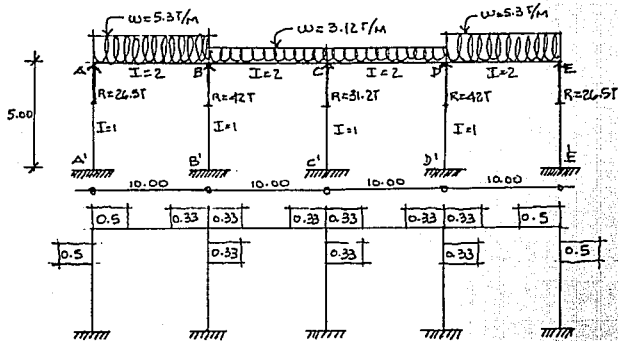 ω=5.3T/M
ω=3.12T/M
ω=5.3T/M
A B C D E
I=2 I=2 I=2 I=2
R=26.5T R=42T R=31.2T R=42T R=26.5T
5.00
I=1 I=1 I=1 I=1
A' B' C' D' E'
10.00 10.00 10.00 10.00
0.5 0.33 0.33 0.33 0.33 0.33 0.33 0.5
0.5 0.33 0.33 0.33 0.5